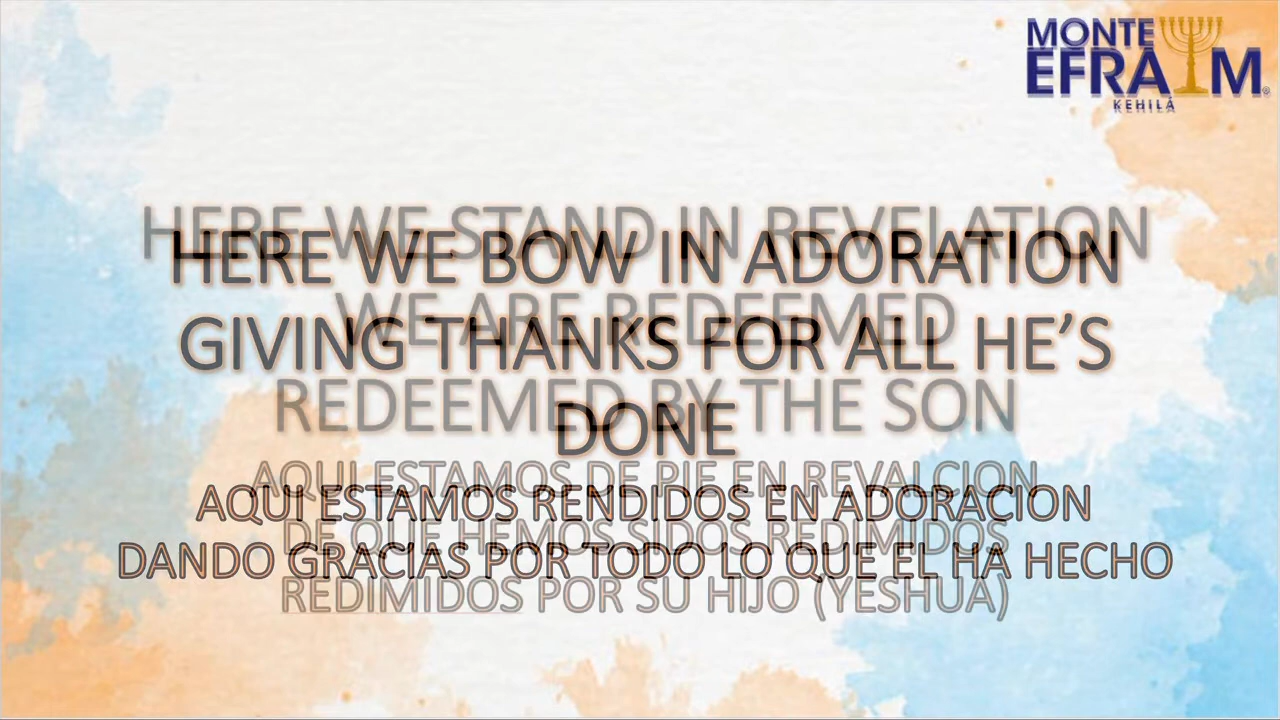 MONTE
EFRAIM®
KEHILÁ
HERE WE STAND IN REVELATION
HERE WE BOW IN ADORATION
WE ARE REDEEMED
GIVING THANKS FOR ALL HE'S
REDEEMED BY THE SON
DONE
AQUI ESTAMOS DE PIE EN REVALCION
AQUI ESTAMOS RENDIDOS EN ADORACION
DE QUE HEMOS SIDOS REDIMIDOS
DANDO GRACIAS POR TODO LO QUE EL HA HECHO
REDIMIDOS POR SU HIJO (YESHUA)